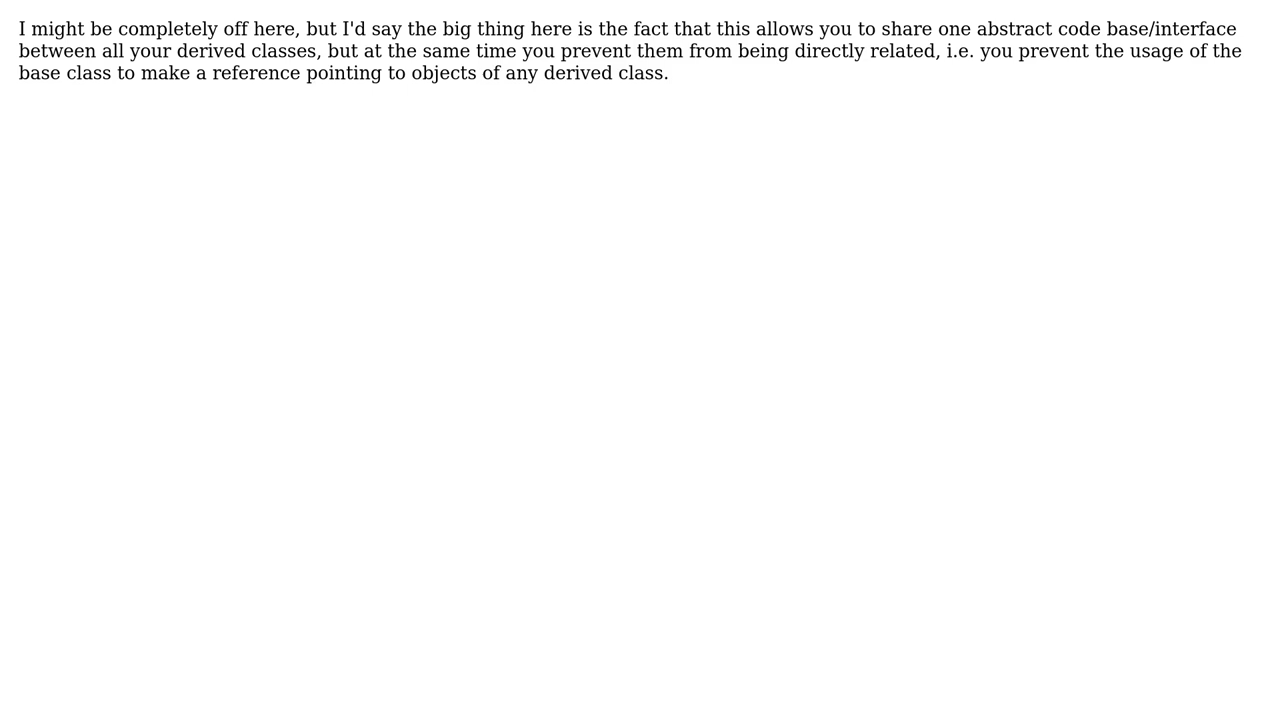 I might be completely off here, but I'd say the big thing here is the fact that this allows you to share one abstract code base/interface
between all your derived classes, but at the same time you prevent them from being directly related, i.e. you prevent the usage of the
base class to make a reference pointing to objects of any derived class.